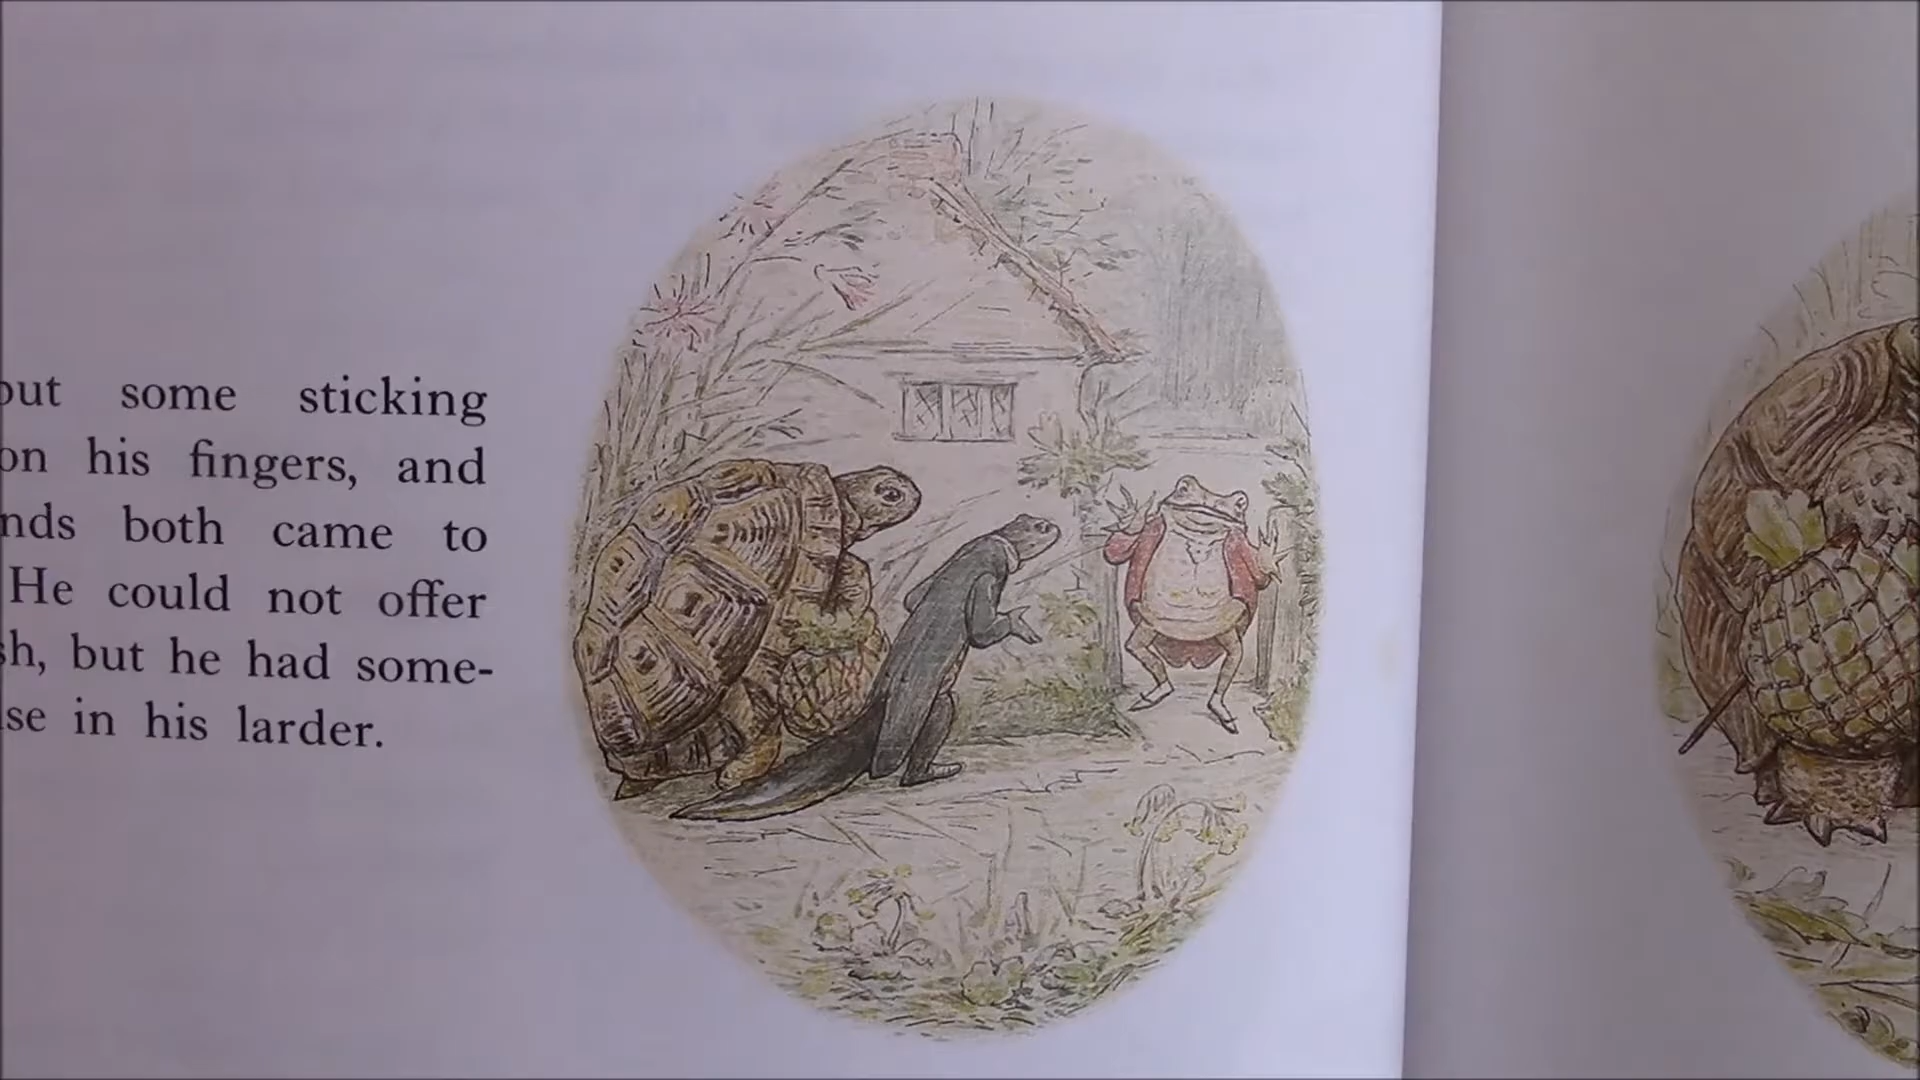 out some sticking
on his fingers, and
nds both came to
He could not offer
sh, but he had some-
lse in his larder.